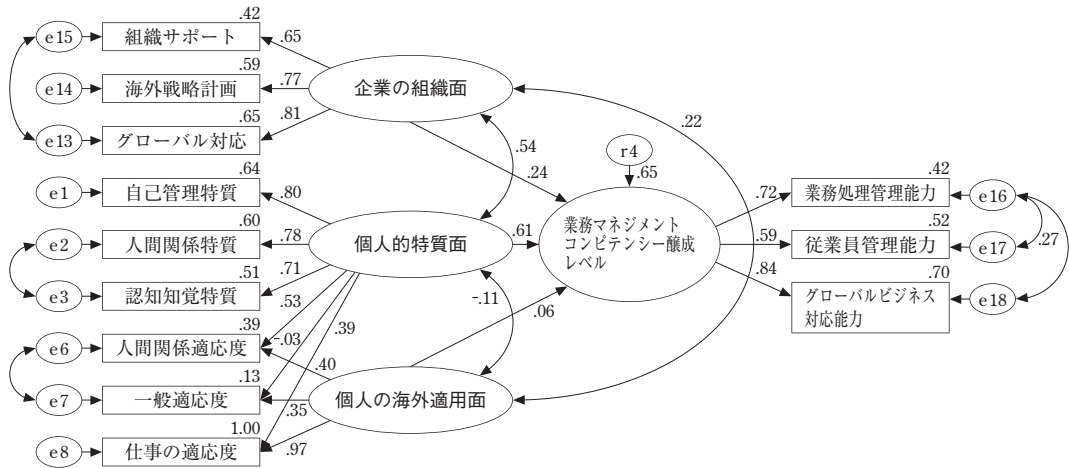 .42
e15
組織サポート
.65
.59
e14
海外戦略計画
.77
企業の組織面
.65
.81
e13
グローバル対応
.22
.64
.54
r4
.24
.65
.42
e1
自己管理特質
.80
.72
業務処理管理能力
e16
.60
.52
e2
人間関係特質
.78
個人的特質面
.61
業務マネジメント
コンピテンシー醸成
レベル
.59
従業員管理能力
e17
.27
.51
.71
.84
.70
e3
認知知覚特質
.53
-.11
グローバルビジネス
対応能力
e18
.39
-.03
.39
.06
e6
人間関係適応度
.40
.13
e7
一般適応度
.35
個人の海外適用面
1.00
e8
仕事の適応度
.97